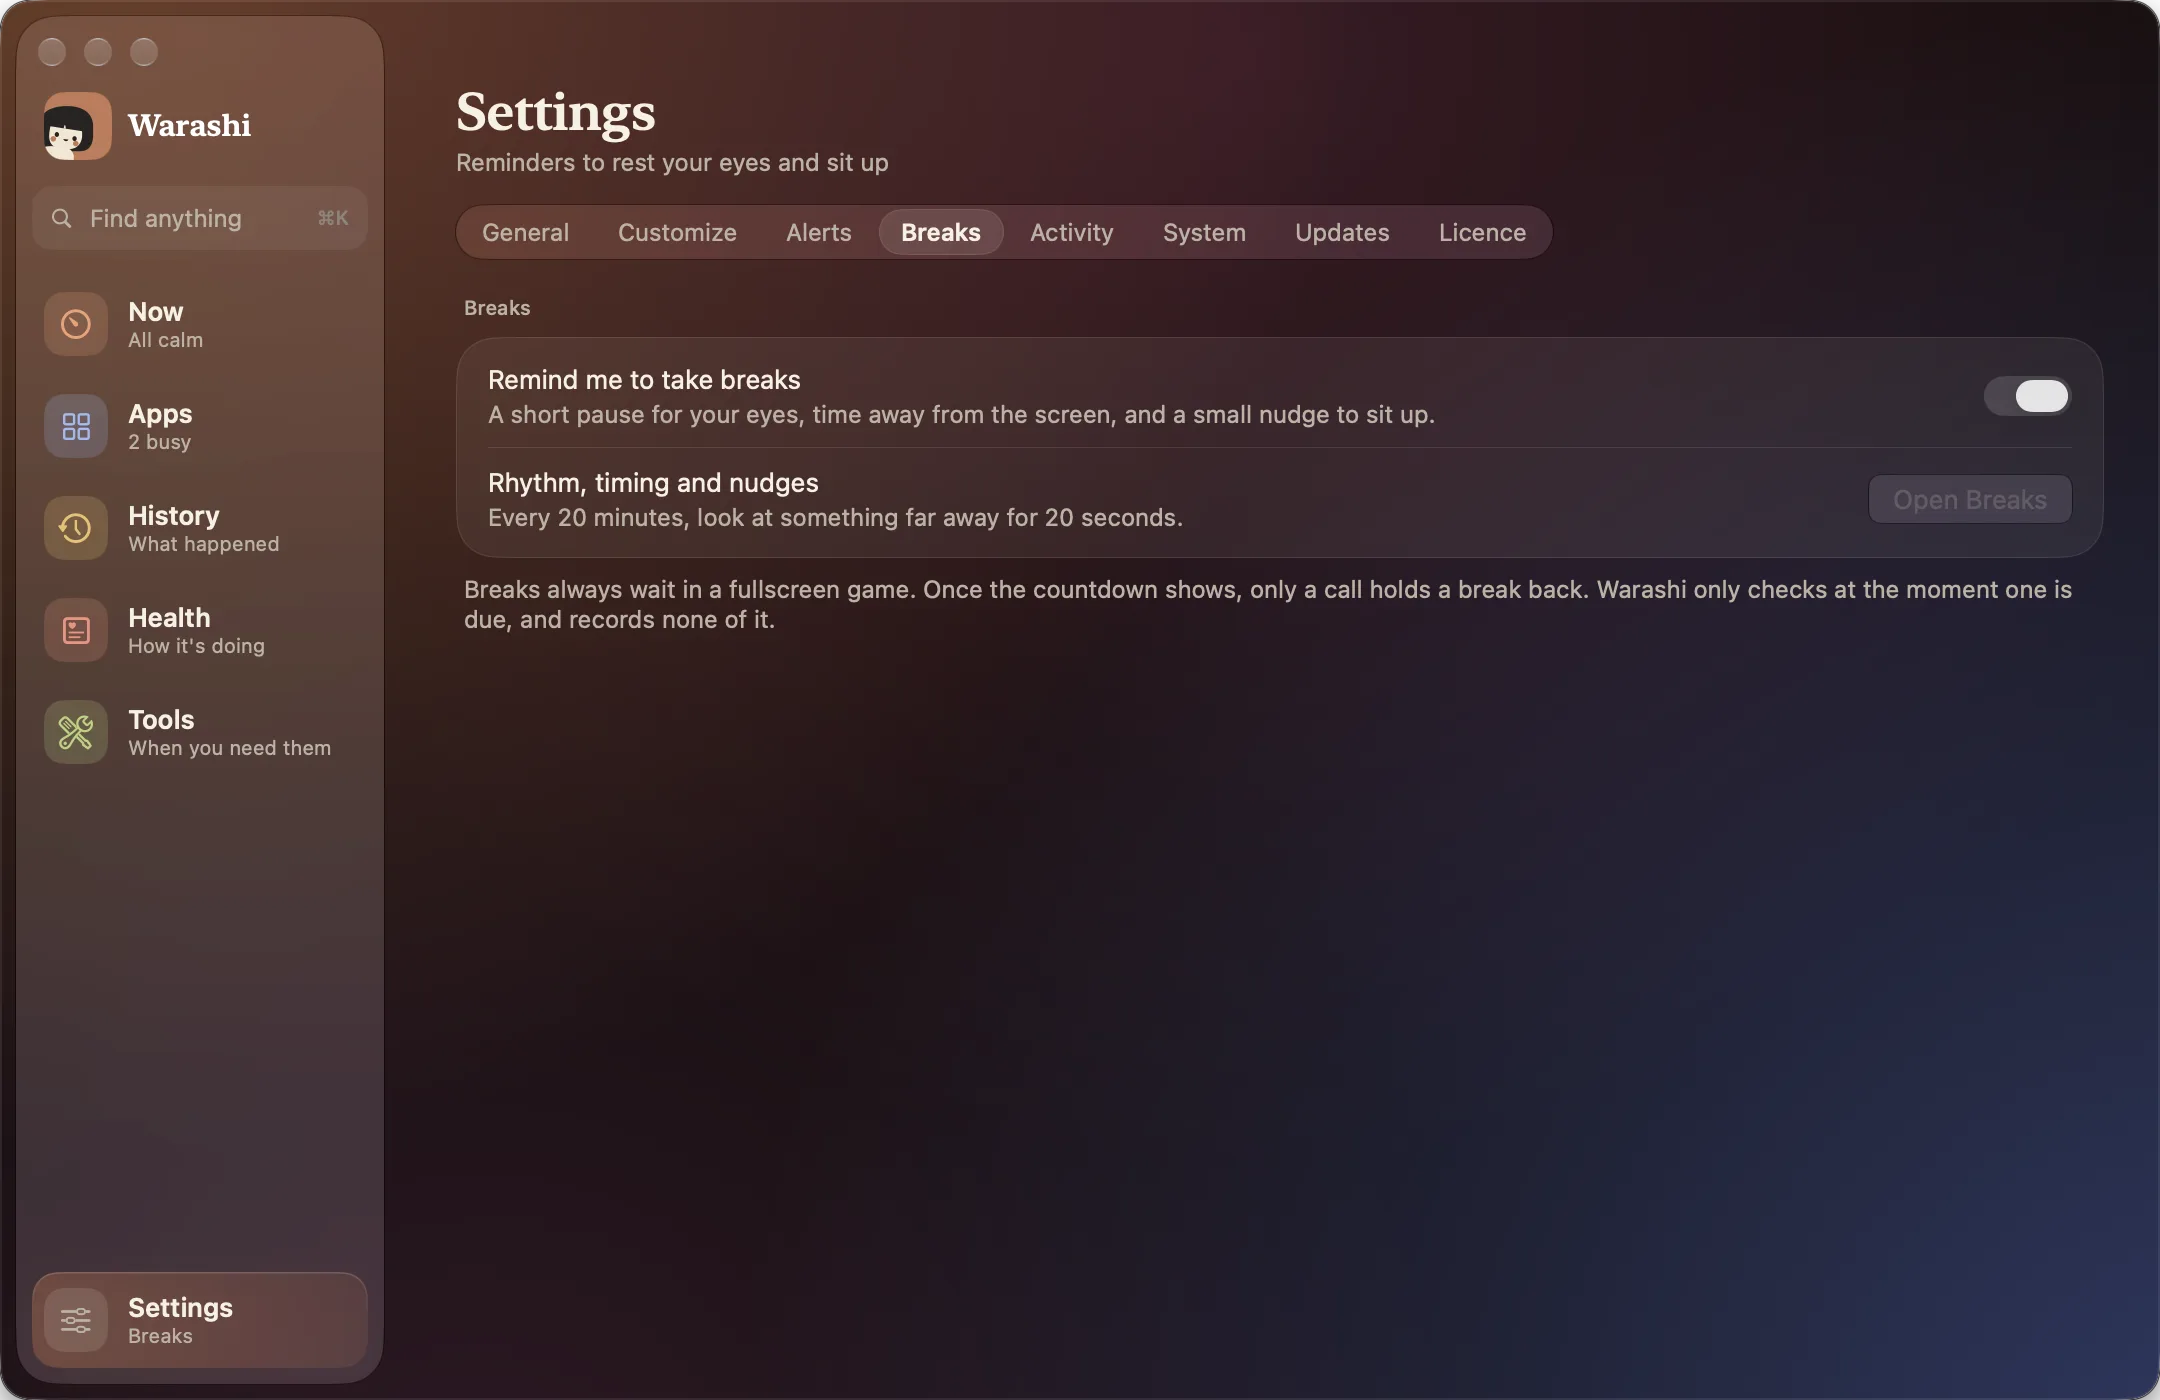 Warashi
Find anything ⌘K
Now
All calm
Apps
2 busy
History
What happened
Health
How it's doing
Tools
When you need them
Settings
Breaks
Settings
Reminders to rest your eyes and sit up
General Customize Alerts Breaks Activity System Updates Licence
Breaks
Remind me to take breaks
A short pause for your eyes, time away from the screen, and a small nudge to sit up.
Rhythm, timing and nudges
Every 20 minutes, look at something far away for 20 seconds.
Open Breaks
Breaks always wait in a fullscreen game. Once the countdown shows, only a call holds a break back. Warashi only checks at the moment one is
due, and records none of it.